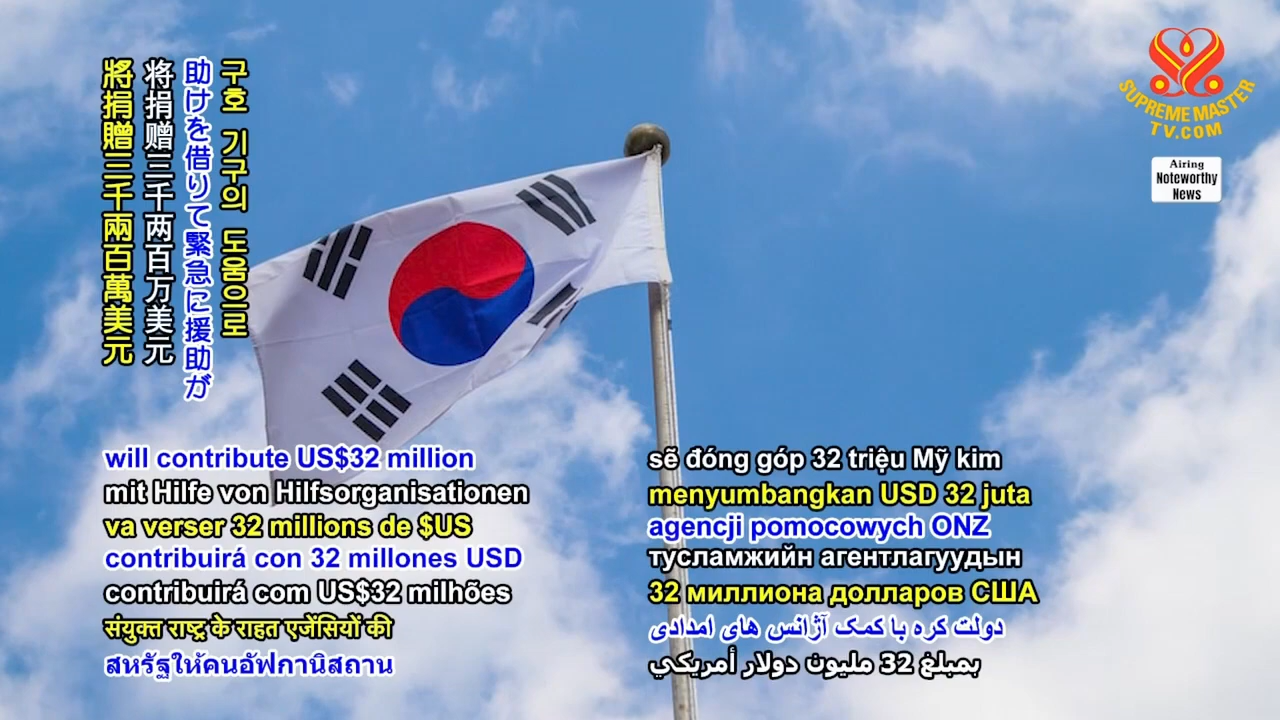 구호 기구의 도움으로
助けを借りて緊急に援助が
将捐赠三千两百万美元
將捐贈三千兩百萬美元
SUPREME MASTER
TV.COM
Airing
Noteworthy
News
will contribute US$32 million
mit Hilfe von Hilfsorganisationen
va verser 32 millions de $US
contribuirá con 32 millones USD
contribuirá com US$32 milhões
संयुक्त राष्ट्र के राहत एजेंसियों की
สหรัฐให้คนอัฟกานิสถาน
sẽ đóng góp 32 triệu Mỹ kim
menyumbangkan USD 32 juta
agencji pomocowych ONZ
тусламжийн агентлагуудын
32 миллиона долларов США
دولت کره با کمک آژانس های امدادی
بمبلغ 32 مليون دولار أمريكي